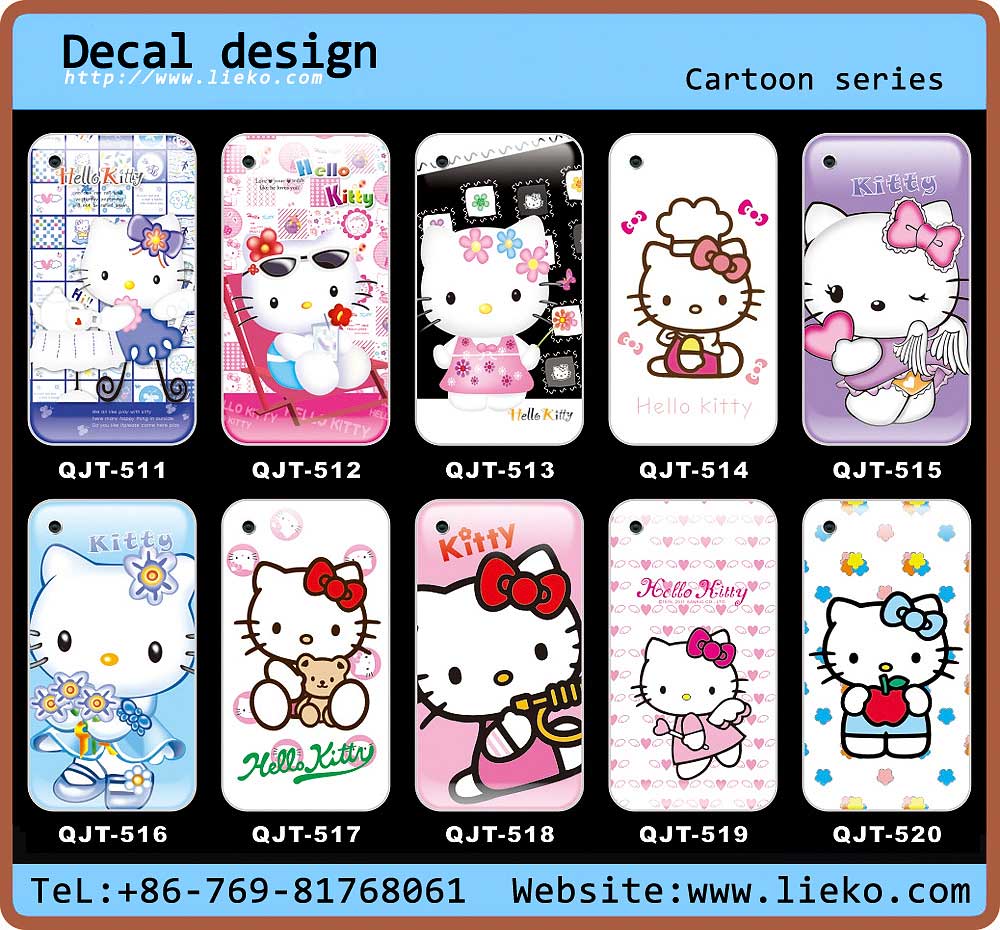 Decal design
http://www.lieko.com
Cartoon series
Hello Kitty
Hello
Kitty
Hello Kitty
Hello kitty
Kitty
QJT-511
QJT-512
QJT-513
QJT-514
QJT-515
Kitty
Hello Kitty
Kitty
Hello Kitty
QJT-516
QJT-517
QJT-518
QJT-519
QJT-520
TeL:+86-769-81768061
Website:www.lieko.com